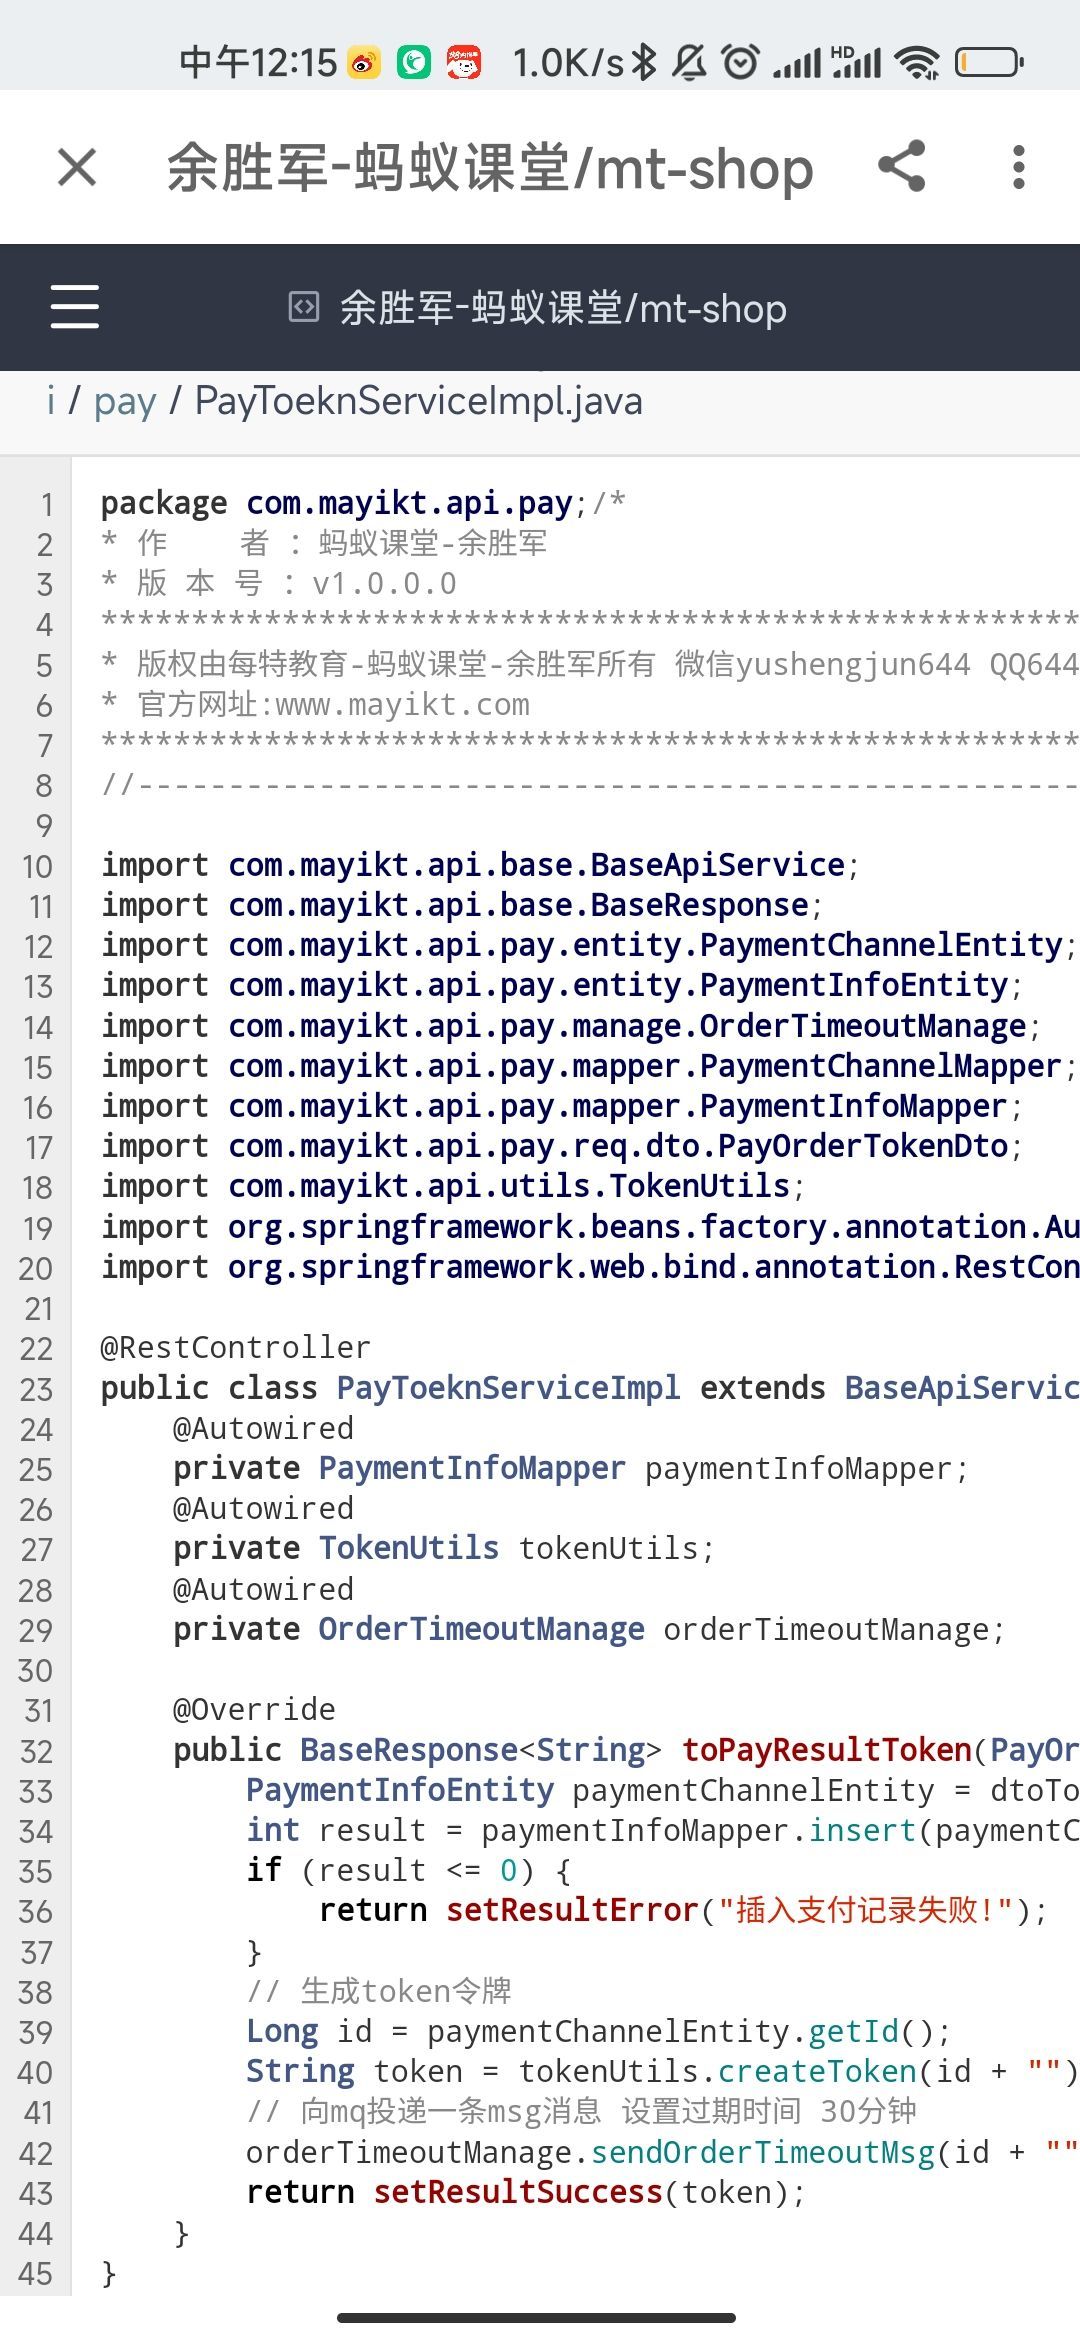 中午12:15 1.0K/s HD
余胜军-蚂蚁课堂/mt-shop
余胜军-蚂蚁课堂/mt-shop
i / pay / PayToeknServiceImpl.java
1 package com.mayikt.api.pay;/*
2 * 作    者 : 蚂蚁课堂-余胜军
3 * 版 本 号 : v1.0.0.0
4 ******************************************************
5 * 版权由每特教育-蚂蚁课堂-余胜军所有 微信yushengjun644 QQ644
6 * 官方网址:www.mayikt.com
7 ******************************************************
8 //----------------------------------------------------
9
10 import com.mayikt.api.base.BaseApiService;
11 import com.mayikt.api.base.BaseResponse;
12 import com.mayikt.api.pay.entity.PaymentChannelEntity;
13 import com.mayikt.api.pay.entity.PaymentInfoEntity;
14 import com.mayikt.api.pay.manage.OrderTimeoutManage;
15 import com.mayikt.api.pay.mapper.PaymentChannelMapper;
16 import com.mayikt.api.pay.mapper.PaymentInfoMapper;
17 import com.mayikt.api.pay.req.dto.PayOrderTokenDto;
18 import com.mayikt.api.utils.TokenUtils;
19 import org.springframework.beans.factory.annotation.Au
20 import org.springframework.web.bind.annotation.RestCon
21
22 @RestController
23 public class PayToeknServiceImpl extends BaseApiServic
24     @Autowired
25     private PaymentInfoMapper paymentInfoMapper;
26     @Autowired
27     private TokenUtils tokenUtils;
28     @Autowired
29     private OrderTimeoutManage orderTimeoutManage;
30
31     @Override
32     public BaseResponse<String> toPayResultToken(PayOr
33         PaymentInfoEntity paymentChannelEntity = dtoTo
34         int result = paymentInfoMapper.insert(paymentC
35         if (result <= 0) {
36             return setResultError("插入支付记录失败!");
37         }
38         // 生成token令牌
39         Long id = paymentChannelEntity.getId();
40         String token = tokenUtils.createToken(id + "")
41         // 向mq投递一条msg消息 设置过期时间 30分钟
42         orderTimeoutManage.sendOrderTimeoutMsg(id + ""
43         return setResultSuccess(token);
44     }
45 }